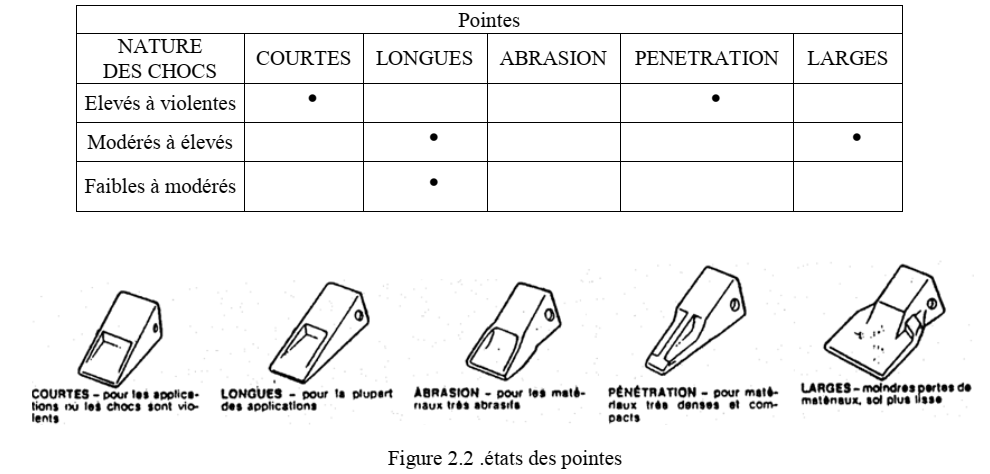 Pointes
NATURE
DES CHOCS
COURTES
LONGUES
ABRASION
PENETRATION
LARGES
Elevés à violentes
•
•
Modérés à élevés
•
•
Faibles à modérés
•
COURTES – pour les applica-
tions où les chocs sont vio-
lents
LONGUES – pour la plupart
des applications
ABRASION – pour les maté-
riaux très abrasifs
PÉNÉTRATION – pour maté-
riaux très denses et com-
pacts
LARGES – moindres pertes de
matériaux, sol plus lisse
Figure 2.2 .états des pointes